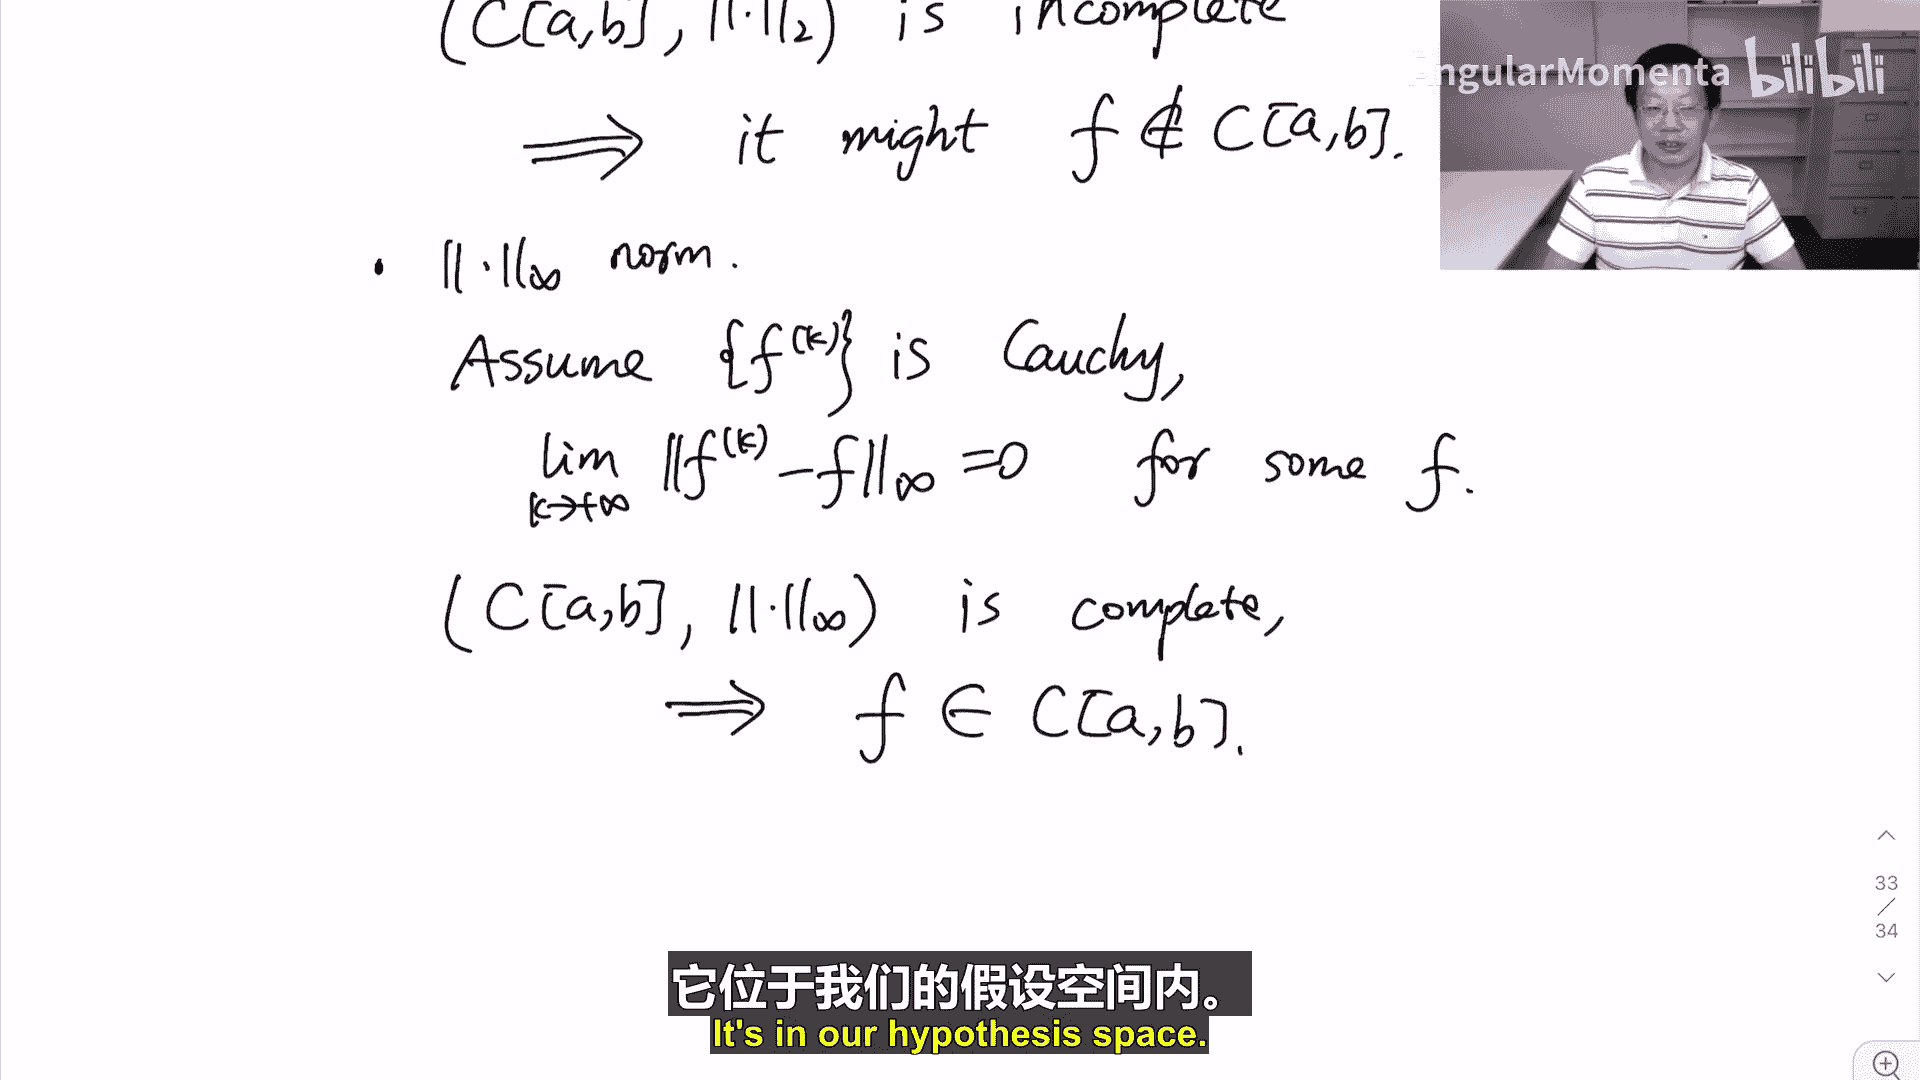 (C[a,b], ||·||₂) is incomplete
⟹ it might f ∉ C[a,b].
ngularMomenta bilibili
• ||·||∞ norm.
Assume {f⁽ᵏ⁾} is Cauchy,
lim ||f⁽ᵏ⁾ − f||∞ = 0 for some f.
k→+∞
(C[a,b], ||·||∞) is complete,
⟹ f ∈ C[a,b].
33
/
34
它位于我们的假设空间内。
It's in our hypothesis space.